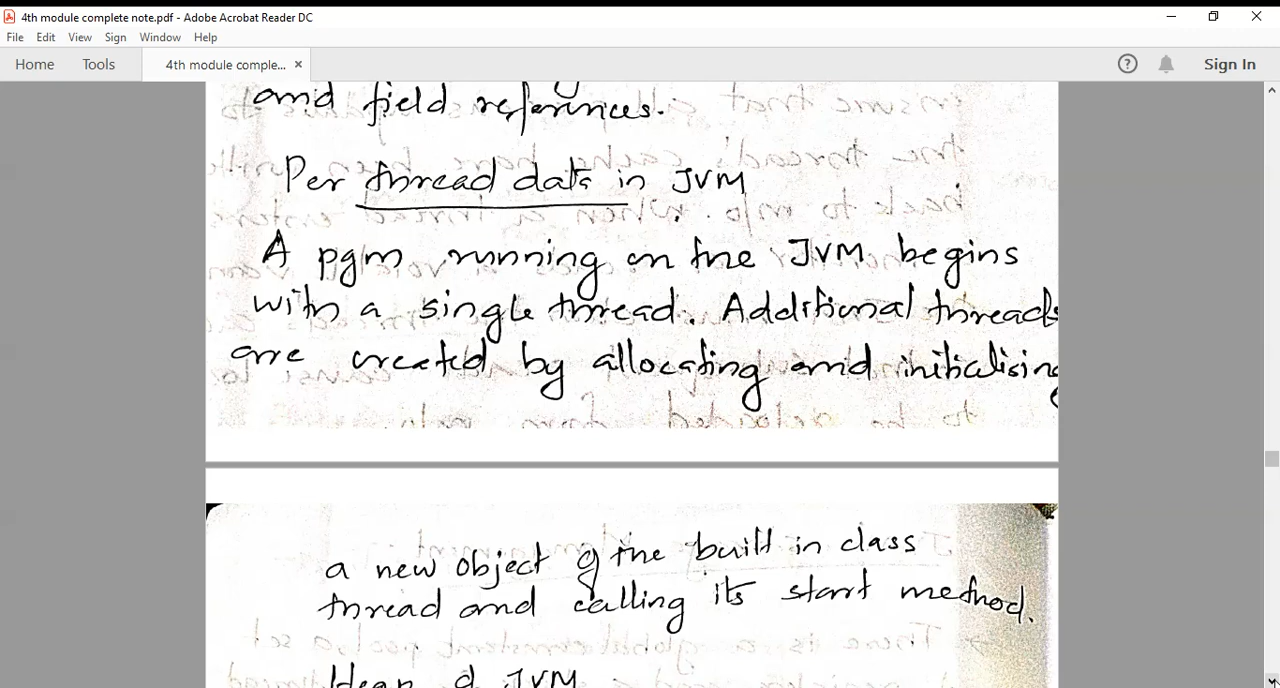 4th module complete note.pdf - Adobe Acrobat Reader DC
File Edit View Sign Window Help
Home Tools 4th module comple... × Sign In
and field references.
Per thread data in JVM
A pgm running on the JVM begins
with a single thread. Additional threads
are created by allocating and initialising
a new object of the built in class
thread and calling its start method.
Heap of JVM